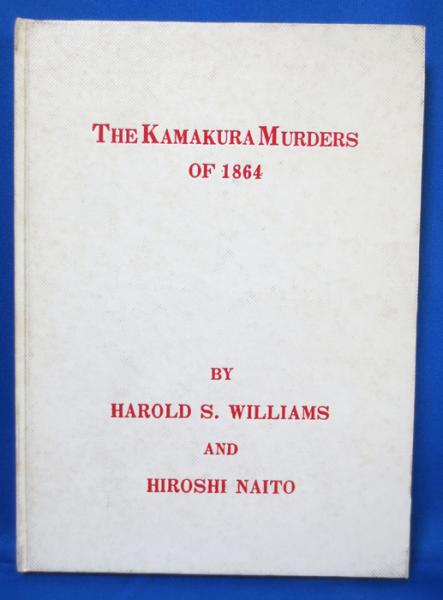 THE KAMAKURA MURDERS
OF 1864
BY
HAROLD S. WILLIAMS
AND
HIROSHI NAITO